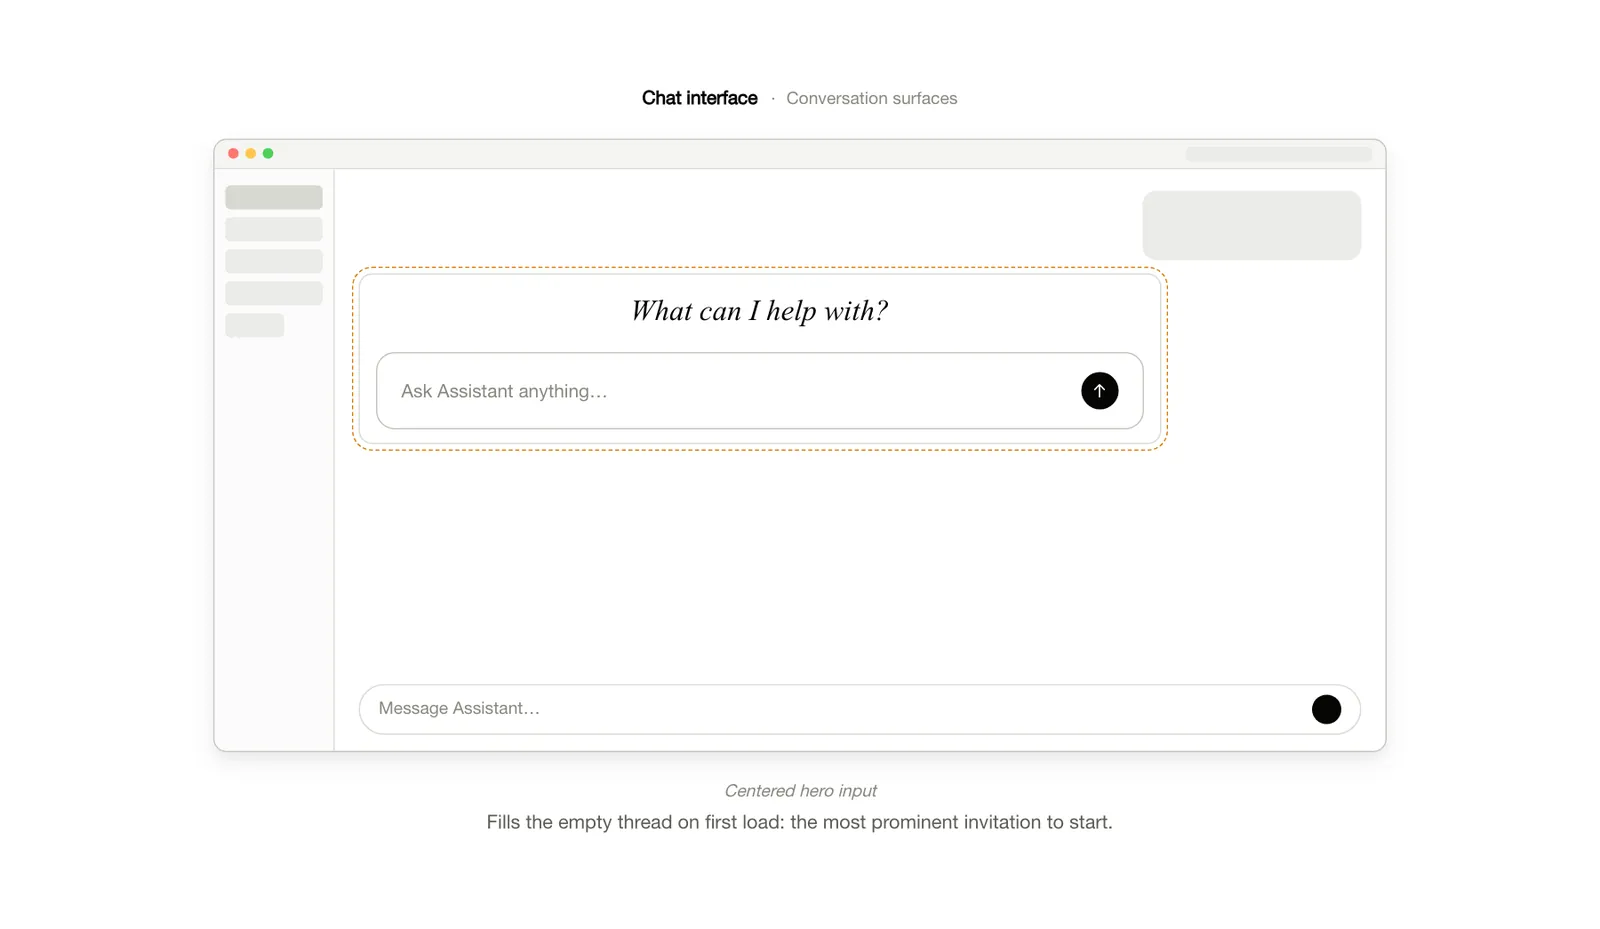 Chat interface · Conversation surfaces
What can I help with?
Ask Assistant anything…
Message Assistant…
Centered hero input
Fills the empty thread on first load: the most prominent invitation to start.